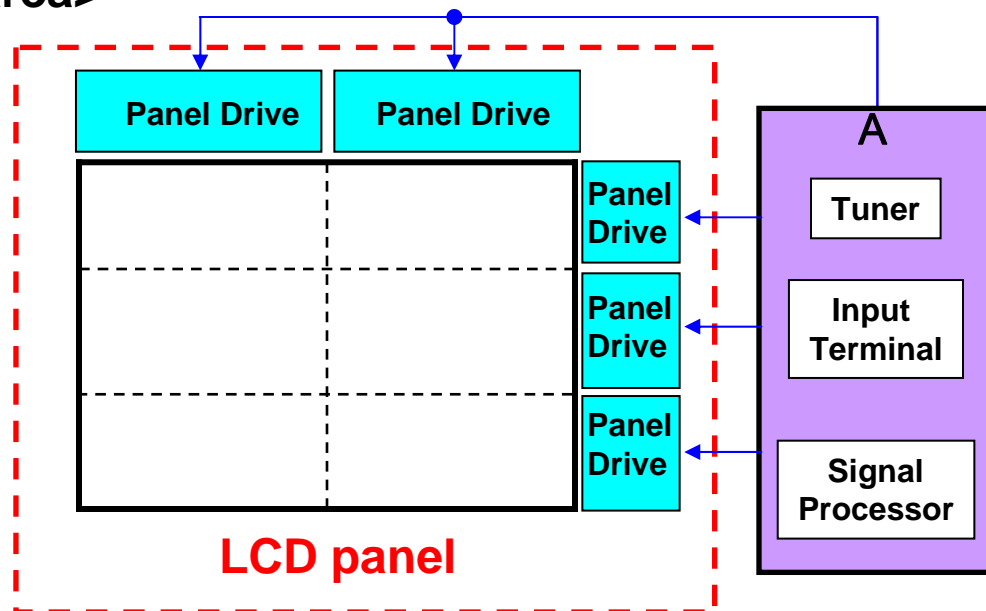 Panel Drive
Panel Drive
A
Panel
Drive
Tuner
Panel
Drive
Input
Terminal
Panel
Drive
Signal
Processor
LCD panel